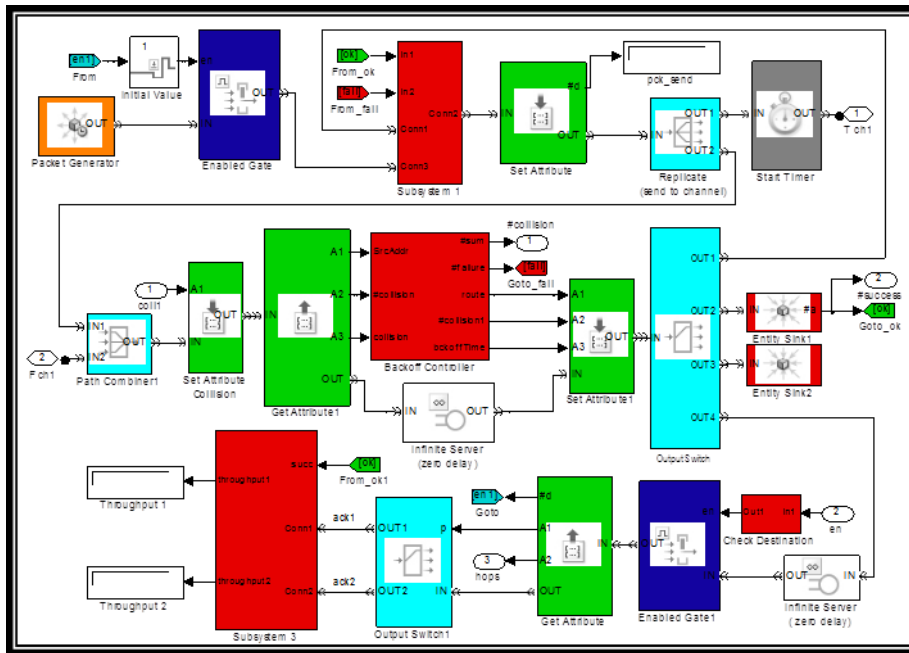 en1
From
1
Initial Value
en
OUT
IN
Enabled Gate
OUT
Packet Generator
[ok]
From_ok
[fail]
From_fail
In1
In2
Conn1
Conn2
Conn3
Subsystem 1
IN
#d
OUT
Set Attribute
pck_send
IN
OUT1
OUT2
Replicate
(send to channel)
IN
OUT
Start Timer
1
T ch1
1
coll1
2
F ch1
IN1
IN2
OUT
Path Combiner1
A1
OUT
IN
Set Attribute
Collision
IN
A1
A2
A3
OUT
Get Attribute1
SrcAddr
#collision
collision
#sum
#failure
route
#collision1
ockoffTime
Backoff Controller
#collision
1
[fail]
Goto_fail
IN
OUT
Infinite Server
(zero delay)
A1
A2
A3
OUT
IN
Set Attribute1
OUT1
OUT2
OUT3
OUT4
Output Switch
IN
#a
Entity Sink1
IN
Entity Sink2
2
#success
[ok]
Goto_ok
Throughput 1
Throughput 2
throughput1
throughput2
succ
Conn1
Conn2
Subsystem 3
[ok]
From_ok1
ack1
ack2
OUT1
OUT2
p
IN
Output Switch1
en1
Goto
3
hops
#d
A1
A2
OUT
IN
Get Attribute
en
OUT
IN
Enabled Gate1
Out1
In1
Check Destination
2
en
OUT
IN
Infinite Server
(zero delay)